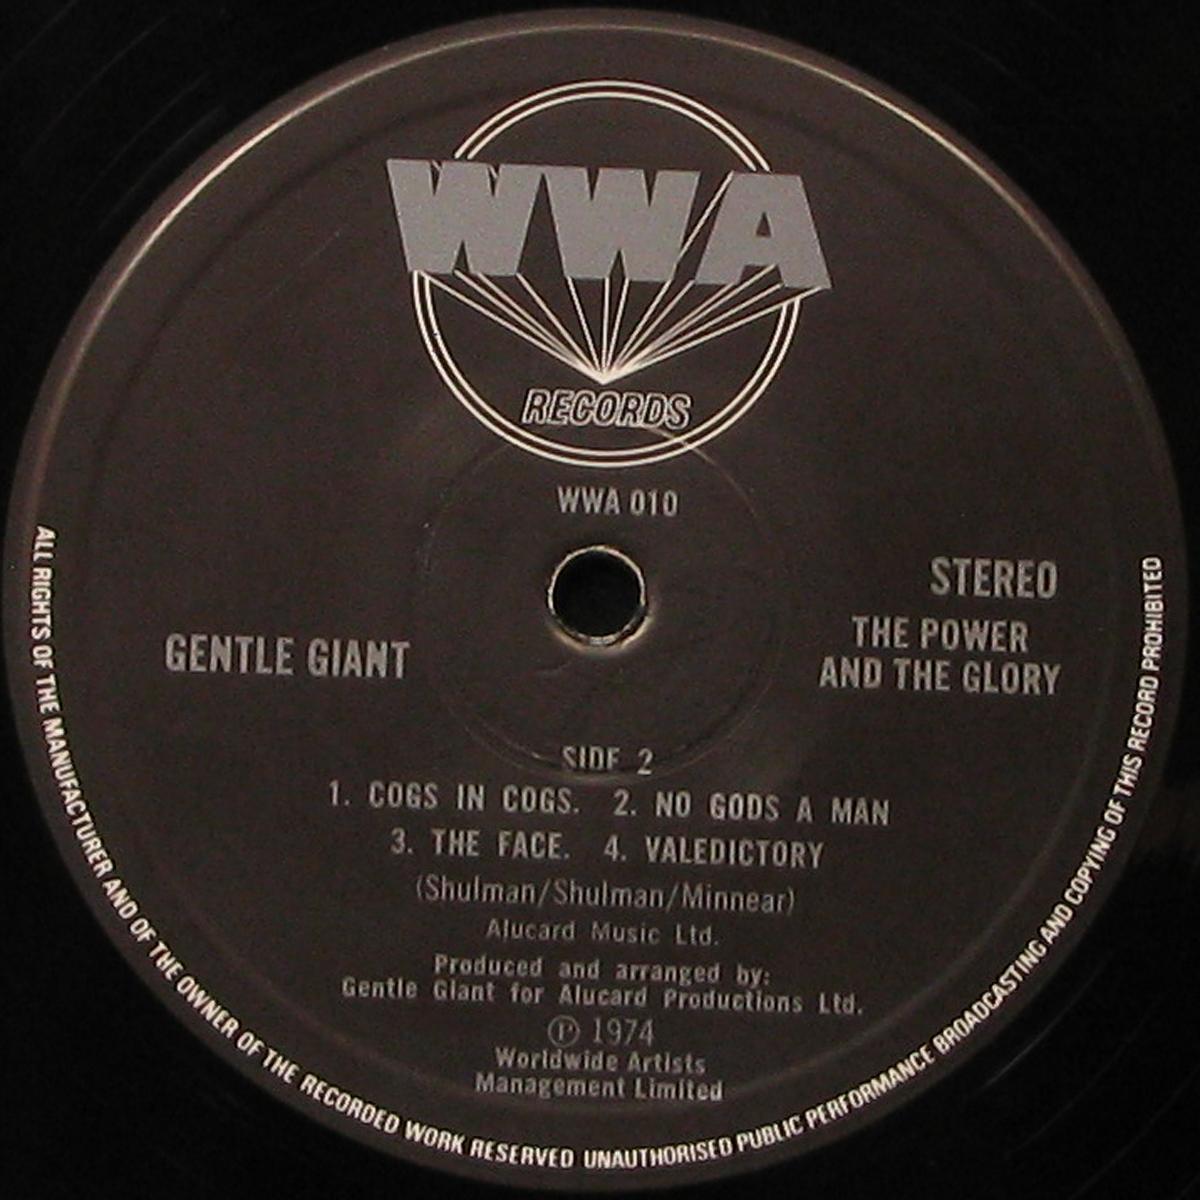 WWA
RECORDS
WWA 010
STEREO
THE POWER
AND THE GLORY
GENTLE GIANT
SIDE 2
1. COGS IN COGS. 2. NO GODS A MAN
3. THE FACE. 4. VALEDICTORY
(Shulman/Shulman/Minnear)
Alucard Music Ltd.
Produced and arranged by:
Gentle Giant for Alucard Productions Ltd.
Ⓟ 1974
Worldwide Artists
Management Limited
ALL RIGHTS OF THE MANUFACTURER AND OF THE OWNER OF THE RECORDED WORK RESERVED UNAUTHORISED PUBLIC PERFORMANCE BROADCASTING AND COPYING OF THIS RECORD PROHIBITED